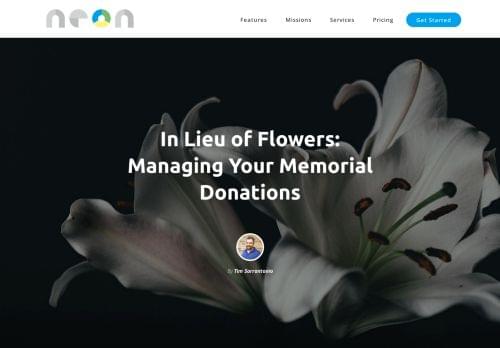 neon
Features
Missions
Services
Pricing
Get Started
In Lieu of Flowers:
Managing Your Memorial
Donations
By Tim Sarrantonio